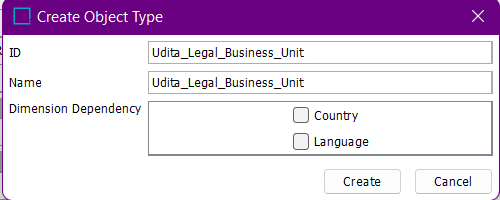 Create Object Type
ID Udita_Legal_Business_Unit
Name Udita_Legal_Business_Unit
Dimension Dependency Country
Language
Create Cancel